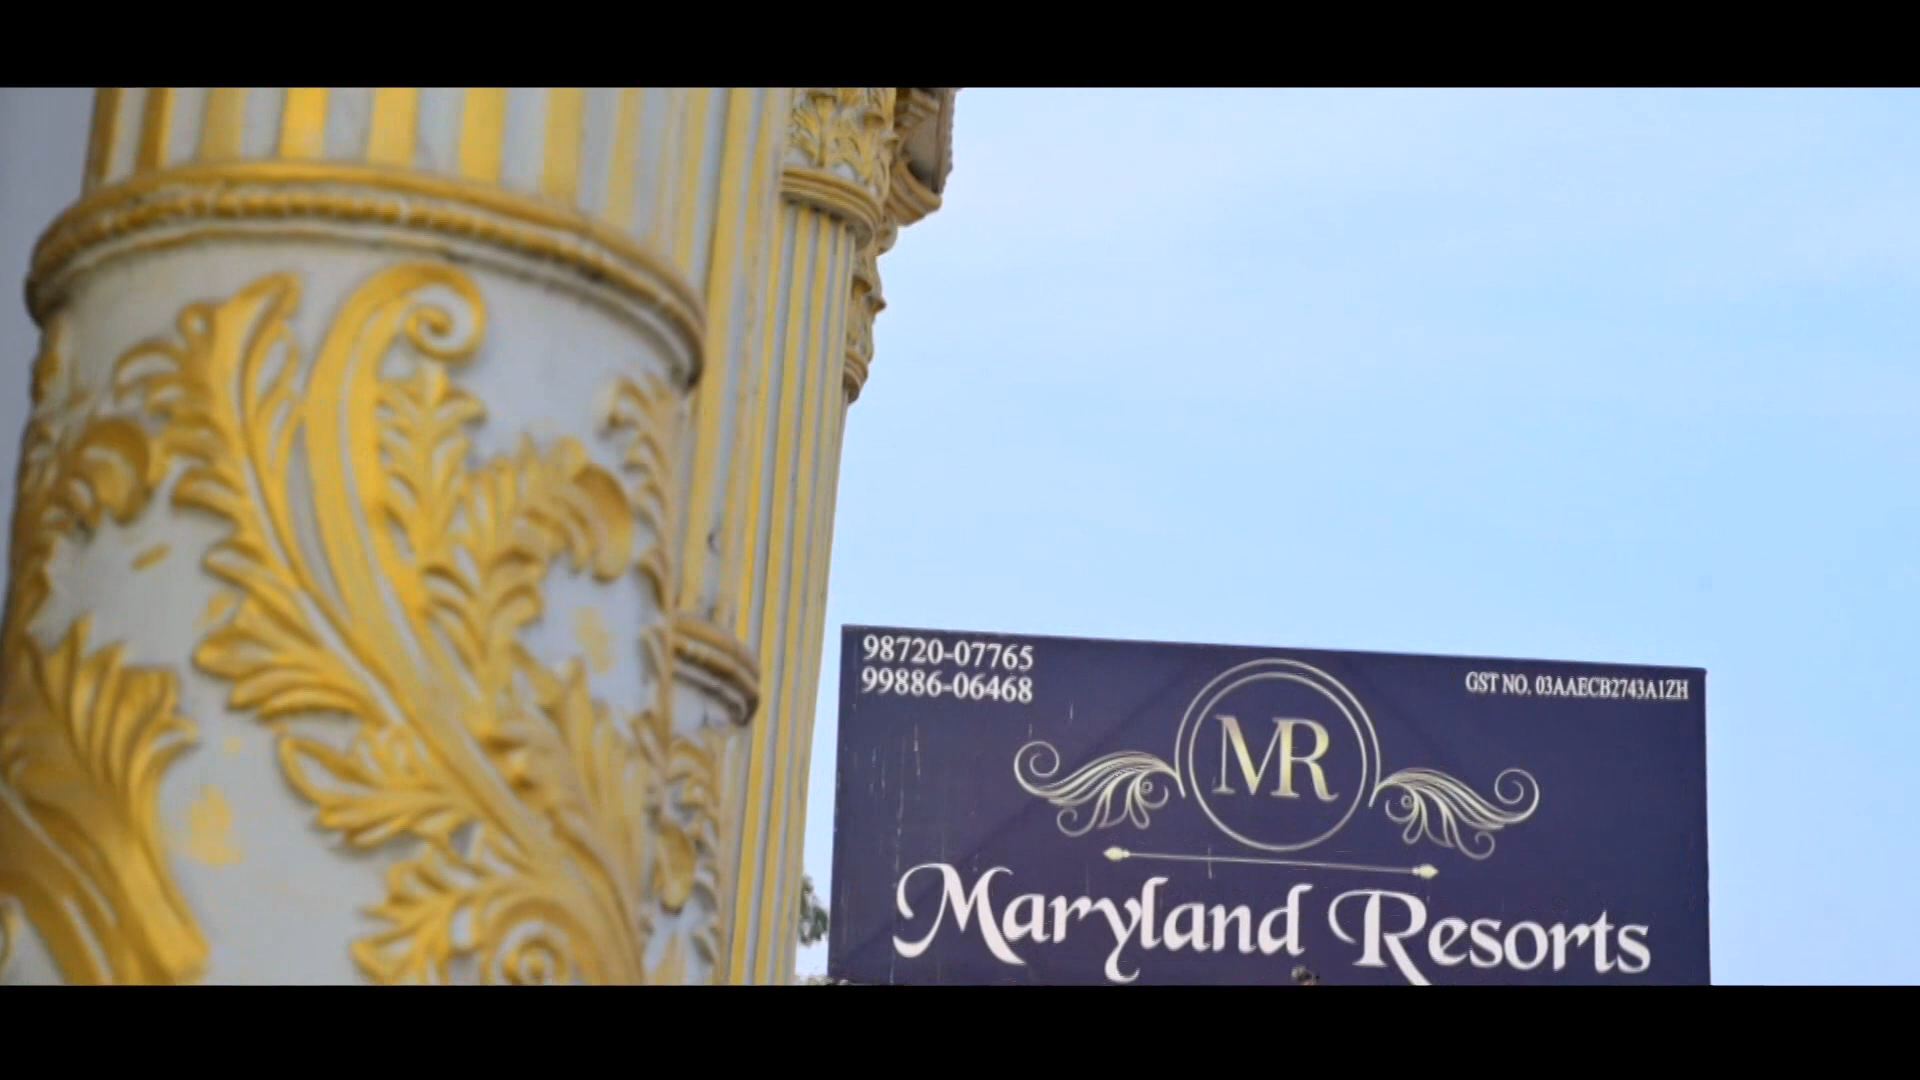 98720-07765
99886-06468
GST NO. 03AAECB2743A1ZH
MR
Maryland Resorts